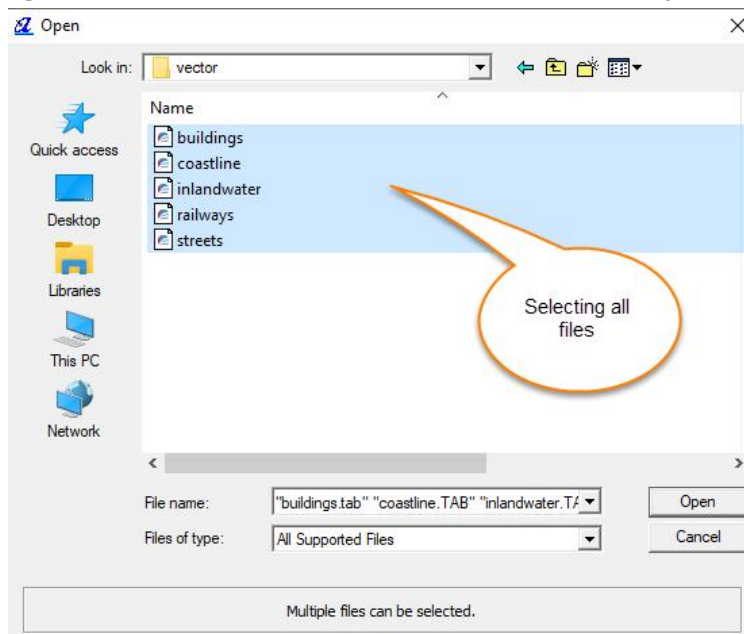 Open
Look in:
vector
Name
Quick access
Desktop
Libraries
This PC
Network
buildings
coastline
inlandwater
railways
streets
Selecting all
files
File name:
"buildings.tab" "coastline.TAB" "inlandwater.TA
Open
Files of type:
All Supported Files
Cancel
Multiple files can be selected.